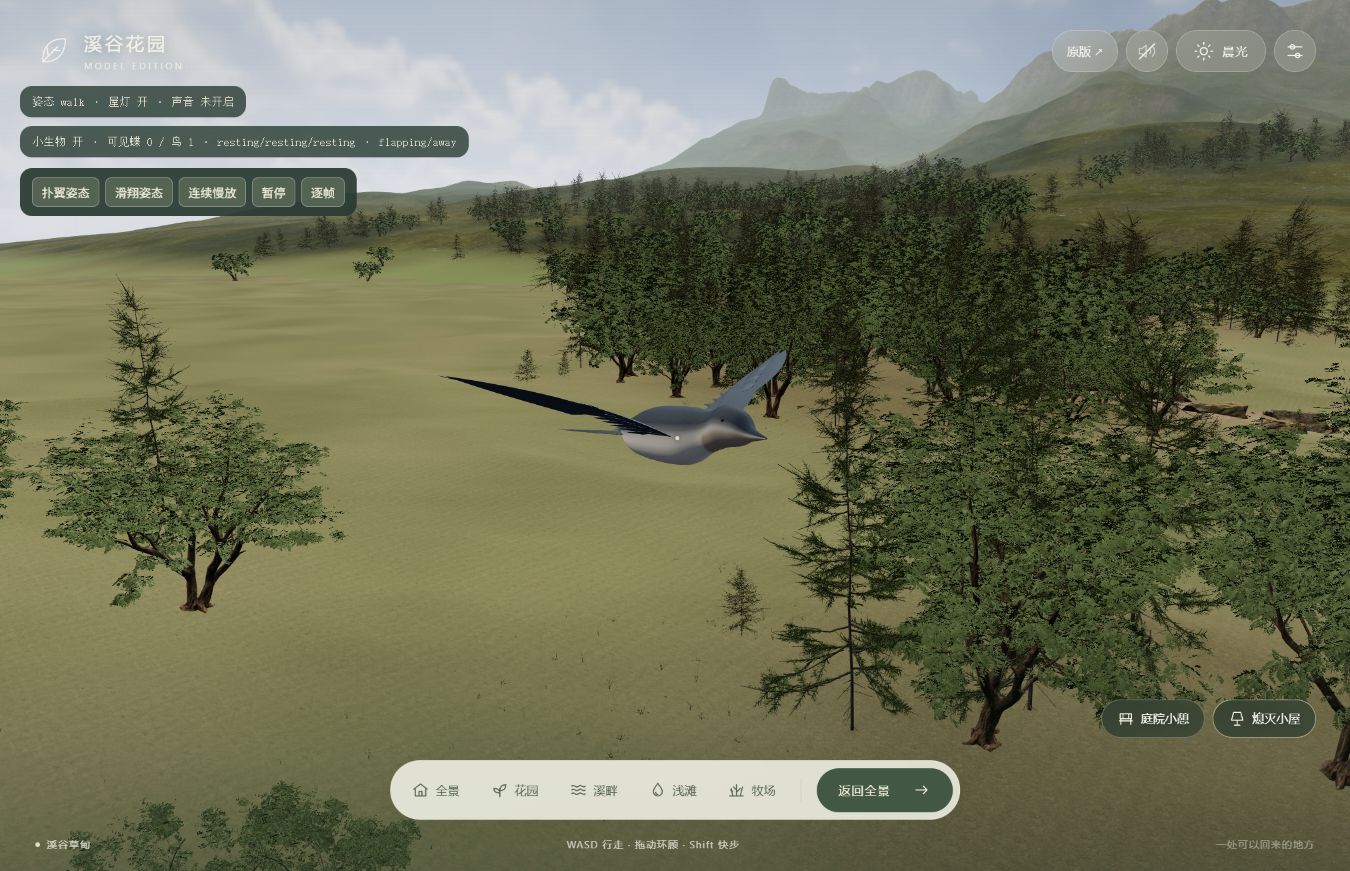 溪谷花园
MODEL EDITION
原版 ↗
晨光
姿态 walk · 屋灯 开 · 声音 未开启
小生物 开 · 可见蝶 0 / 鸟 1 · resting/resting/resting · flapping/away
扑翼姿态 滑翔姿态 连续慢放 暂停 逐帧
庭院小憩 熄灭小屋
全景 花园 溪畔 浅滩 牧场 返回全景 →
溪谷草甸
WASD 行走 · 拖动环顾 · Shift 快步
一处可以回来的地方